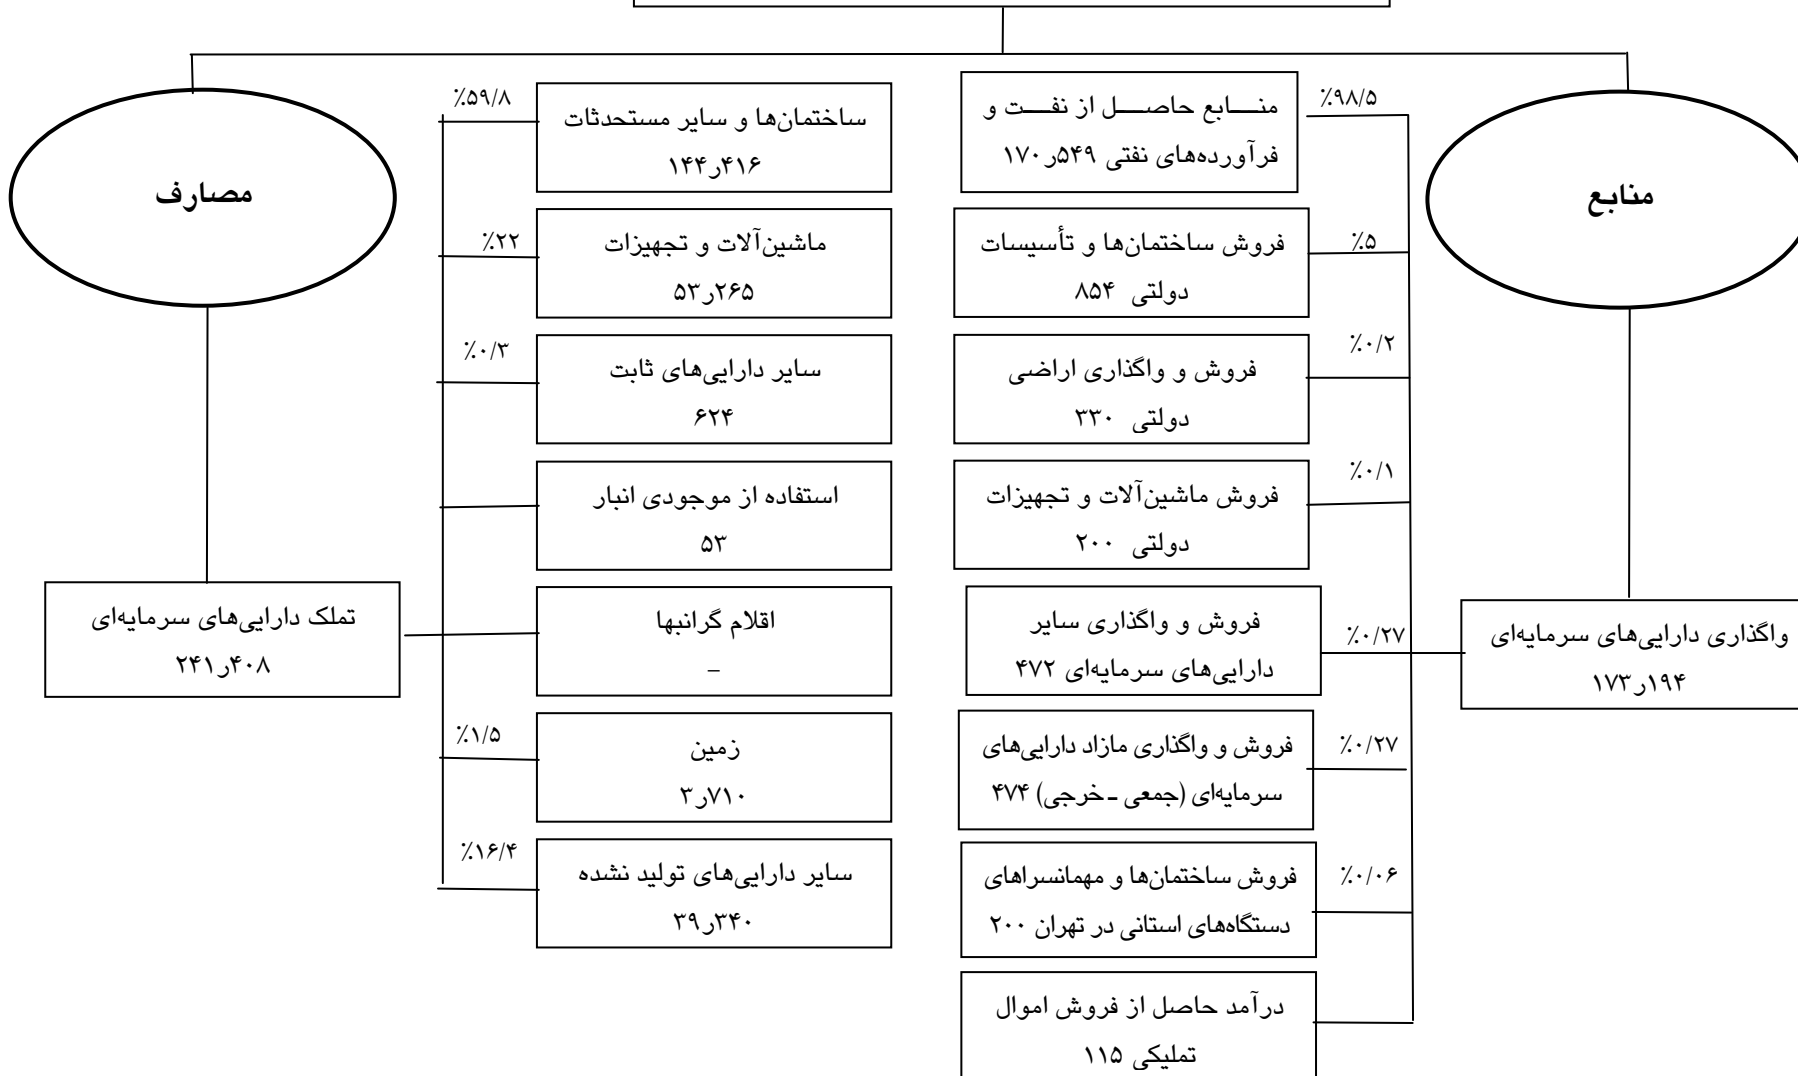 منابع
واگذاری دارایی‌های سرمایه‌ای
۱۷۳٫۱۹۴
٪۹۸/۵
منابع حاصل از نفت و
فرآورده‌های نفتی ۱۷۰٫۵۴۹
٪۵
فروش ساختمان‌ها و تأسیسات
دولتی ۸۵۴
٪۰/۲
فروش و واگذاری اراضی
دولتی ۳۳۰
٪۰/۱
فروش ماشین‌آلات و تجهیزات
دولتی ۲۰۰
٪۰/۲۷
فروش و واگذاری سایر
دارایی‌های سرمایه‌ای ۴۷۲
٪۰/۲۷
فروش و واگذاری مازاد دارایی‌های
سرمایه‌ای (جمعی - خرجی) ۴۷۴
٪۰/۰۶
فروش ساختمان‌ها و مهمانسراهای
دستگاه‌های استانی در تهران ۲۰۰
درآمد حاصل از فروش اموال
تملیکی ۱۱۵
مصارف
تملک دارایی‌های سرمایه‌ای
۲۴۱٫۴۰۸
٪۵۹/۸
ساختمان‌ها و سایر مستحدثات
۱۴۴٫۴۱۶
٪۲۲
ماشین‌آلات و تجهیزات
۵۳٫۲۶۵
٪۰/۳
سایر دارایی‌های ثابت
۶۲۴
استفاده از موجودی انبار
۵۳
اقلام گرانبها
–
٪۱/۵
زمین
۳٫۷۱۰
٪۱۶/۴
سایر دارایی‌های تولید نشده
۳۹٫۳۴۰